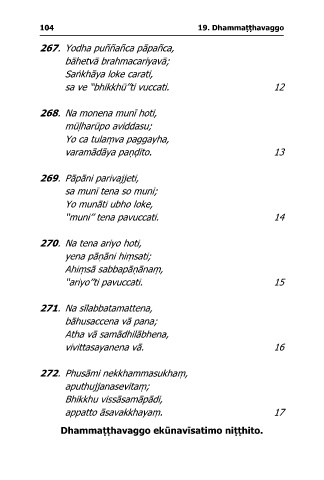 104 19. Dhammaṭṭhavaggo
267. Yodha puññañca pāpañca,
bāhetvā brahmacariyavā;
Saṅkhāya loke carati,
sa ve “bhikkhū”ti vuccati. 12
268. Na monena munī hoti,
mūḷharūpo aviddasu;
Yo ca tulaṃva paggayha,
varamādāya paṇḍito. 13
269. Pāpāni parivajjeti,
sa muni tena so muni;
Yo munāti ubho loke,
“muni” tena pavuccati. 14
270. Na tena ariyo hoti,
yena pāṇāni hiṃsati;
Ahiṃsā sabbapāṇānaṃ,
“ariyo”ti pavuccati. 15
271. Na sīlabbatamattena,
bāhusaccena vā pana;
Atha vā samādhilābhena,
vivittasayanena vā. 16
272. Phusāmi nekkhammasukhaṃ,
aputhujjanasevitaṃ;
Bhikkhu vissāsamāpādi,
appatto āsavakkhayaṃ. 17
Dhammaṭṭhavaggo ekūnavīsatimo niṭṭhito.